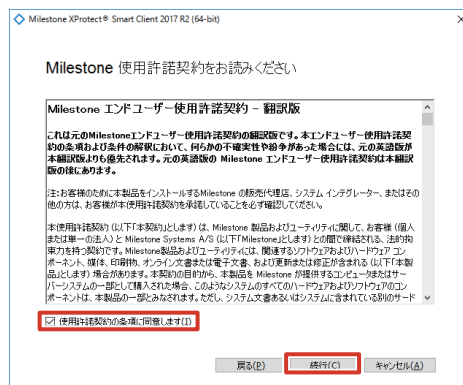 Milestone XProtect® Smart Client 2017 R2 (64-bit)
Milestone 使用許諾契約をお読みください
Milestone エンドユーザー使用許諾契約 – 翻訳版
これは元のMilestoneエンドユーザー使用許諾契約の翻訳版です。本エンドユーザー使用許諾契
約の条項および条件の解釈において、何らかの不確実性や紛争があった場合には、元の英語版が
本翻訳版よりも優先されます。元の英語版の Milestone エンドユーザー使用許諾契約は本翻訳
版の後にあります。
注:お客様のために本製品をインストールするMilestone の販売代理店、システム インテグレーター、またはその
他の方は、お客様が本使用許諾契約を承諾していることを必ず確認してください。
本使用許諾契約 (以下「本契約」とします) は、Milestone 製品およびユーティリティに関して、お客様 (個人
または単一の法人) と Milestone Systems A/S (以下「Milestone」とします) との間で締結される、法的拘
束力を持つ契約です。Milestone製品およびユーティリティには、関連するソフトウェアおよびハードウェア コン
ポーネント、媒体、印刷物、オンライン文書または電子文書、および更新または修正が含まれる (以下「本製
品」とします) 場合があります。本契約の目的から、本製品を Milestone が提供するコンピュータまたはサー
バーシステムの一部として購入された場合、このようなシステムのすべてのハードウェアおよびソフトウェアのコン
ポーネントは、本製品の一部とみなされます。ただし、システム文書あるいはシステムに含まれている別のサード
使用許諾契約の条項に同意します(I)
戻る(P) 続行(C) キャンセル(A)